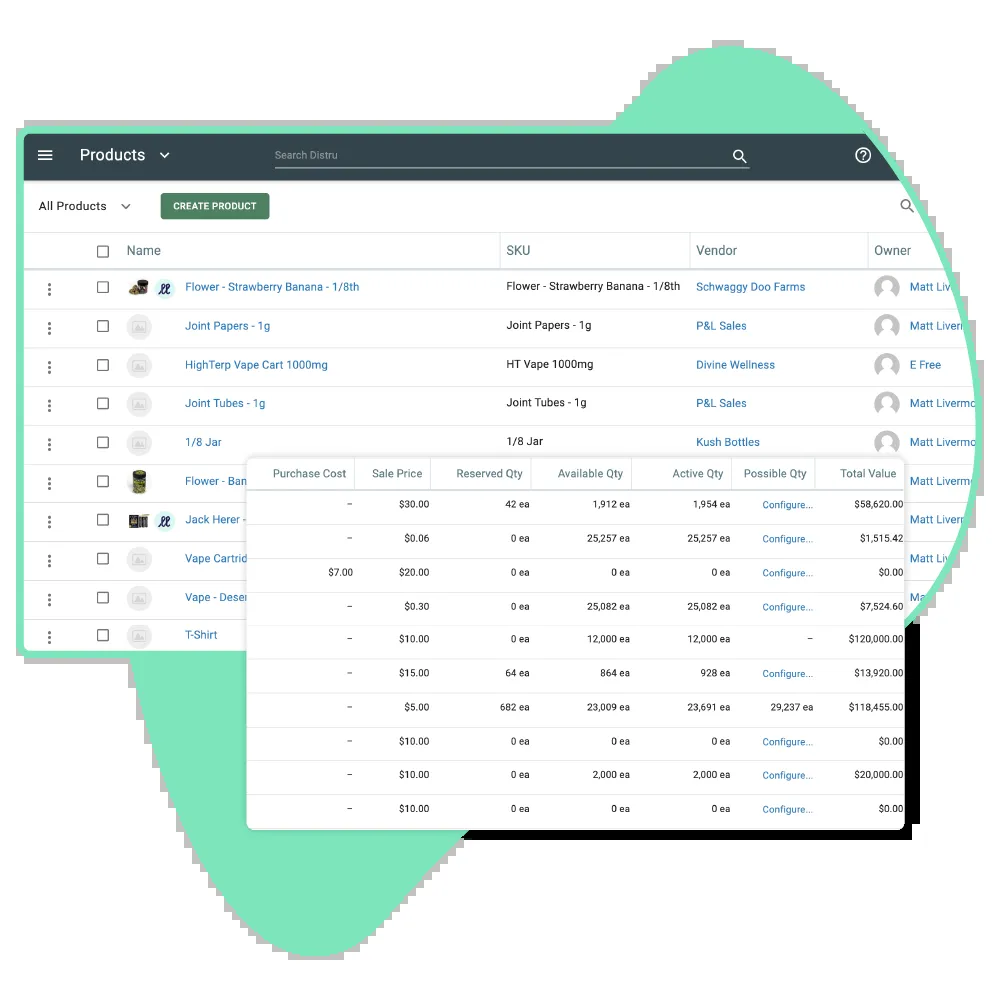 Products
Search Distru
All Products
CREATE PRODUCT
Name SKU Vendor Owner
Flower - Strawberry Banana - 1/8th Flower - Strawberry Banana - 1/8th Schwaggy Doo Farms Matt Liv
Joint Papers - 1g Joint Papers - 1g P&L Sales Matt Liverm
HighTerp Vape Cart 1000mg HT Vape 1000mg Divine Wellness E Free
Joint Tubes - 1g Joint Tubes - 1g P&L Sales Matt Livermo
1/8 Jar 1/8 Jar Kush Bottles Matt Livermo
Flower - Ban Matt Liverm
Jack Herer - Matt Liverm
Vape Cartrid Matt Liv
Vape - Deser Ma
T-Shirt
Purchase Cost Sale Price Reserved Qty Available Qty Active Qty Possible Qty Total Value
– $30.00 42 ea 1,912 ea 1,954 ea Configure... $58,620.00
– $0.06 0 ea 25,257 ea 25,257 ea Configure... $1,515.42
$7.00 $20.00 0 ea 0 ea 0 ea Configure... $0.00
– $0.30 0 ea 25,082 ea 25,082 ea Configure... $7,524.60
– $10.00 0 ea 12,000 ea 12,000 ea – $120,000.00
– $15.00 64 ea 864 ea 928 ea Configure... $13,920.00
– $5.00 682 ea 23,009 ea 23,691 ea 29,237 ea $118,455.00
– $10.00 0 ea 0 ea 0 ea Configure... $0.00
– $10.00 0 ea 2,000 ea 2,000 ea Configure... $20,000.00
– $10.00 0 ea 0 ea 0 ea Configure... $0.00